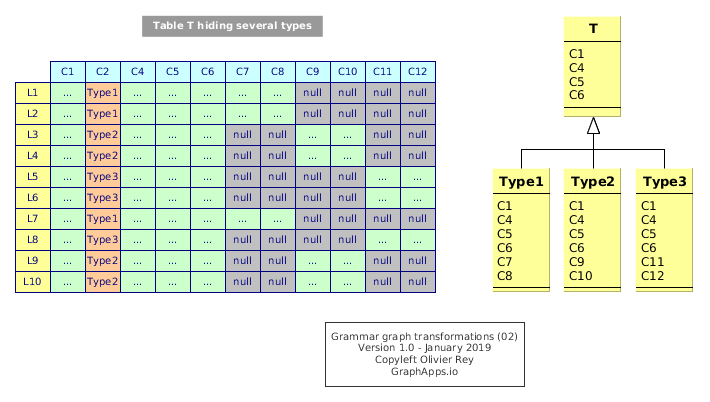 Table T hiding several types
C1 C2 C4 C5 C6 C7 C8 C9 C10 C11 C12
L1 ... Type1 ... ... ... ... ... null null null null
L2 ... Type1 ... ... ... ... ... null null null null
L3 ... Type2 ... ... ... null null ... ... null null
L4 ... Type2 ... ... ... null null ... ... null null
L5 ... Type3 ... ... ... null null null null ... ...
L6 ... Type3 ... ... ... null null null null ... ...
L7 ... Type1 ... ... ... ... ... null null null null
L8 ... Type3 ... ... ... null null null null ... ...
L9 ... Type2 ... ... ... null null ... ... null null
L10 ... Type2 ... ... ... null null ... ... null null
T
C1
C4
C5
C6
Type1
C1
C4
C5
C6
C7
C8
Type2
C1
C4
C5
C6
C9
C10
Type3
C1
C4
C5
C6
C11
C12
Grammar graph transformations (02)
Version 1.0 - January 2019
Copyleft Olivier Rey
GraphApps.io